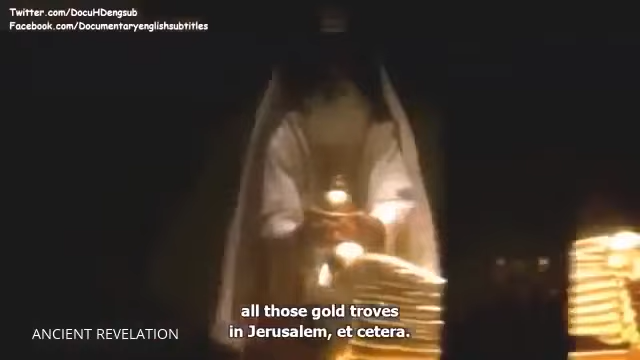 Twitter.com/DocuHDengsub
Facebook.com/Documentaryenglishsubtitles
all those gold troves
in Jerusalem, et cetera.
ANCIENT REVELATION